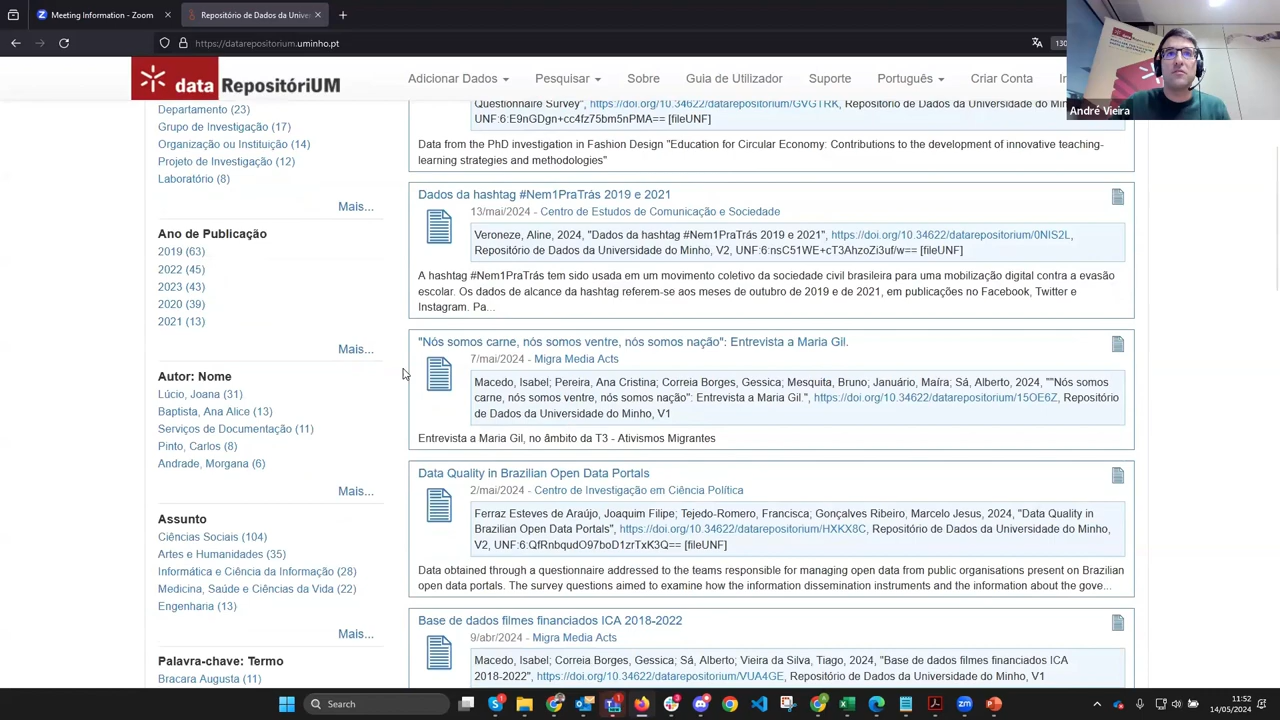 Meeting Information - Zoom
Repositório de Dados da Unive
https://datarepositorium.uminho.pt
130
data RepositóriUM
Adicionar Dados
Pesquisar
Sobre
Guia de Utilizador
Suporte
Português
Criar Conta
André Vieira
Departamento (23)
Grupo de Investigação (17)
Organização ou Instituição (14)
Projeto de Investigação (12)
Laboratório (8)
Mais...
Ano de Publicação
2019 (63)
2022 (45)
2023 (43)
2020 (39)
2021 (13)
Mais...
Autor: Nome
Lúcio, Joana (31)
Baptista, Ana Alice (13)
Serviços de Documentação (11)
Pinto, Carlos (8)
Andrade, Morgana (6)
Mais...
Assunto
Ciências Sociais (104)
Artes e Humanidades (35)
Informática e Ciência da Informação (28)
Medicina, Saúde e Ciências da Vida (22)
Engenharia (13)
Mais...
Palavra-chave: Termo
Bracara Augusta (11)
Questionnaire Survey", https://doi.org/10.34622/datarepositorium/GVGTRK, Repositório de Dados da Universidade do Minho,
UNF:6:E9nGDgn+cc4fz75bm5nPMA== [fileUNF]
Data from the PhD investigation in Fashion Design "Education for Circular Economy: Contributions to the development of innovative teaching-
learning strategies and methodologies"
Dados da hashtag #Nem1PraTrás 2019 e 2021
13/mai/2024 - Centro de Estudos de Comunicação e Sociedade
Veroneze, Aline, 2024, "Dados da hashtag #Nem1PraTrás 2019 e 2021", https://doi.org/10.34622/datarepositorium/0NIS2L,
Repositório de Dados da Universidade do Minho, V2, UNF:6:nsC51WE+cT3AhzoZi3uf/w== [fileUNF]
A hashtag #Nem1PraTrás tem sido usada em um movimento coletivo da sociedade civil brasileira para uma mobilização digital contra a evasão
escolar. Os dados de alcance da hashtag referem-se aos meses de outubro de 2019 e de 2021, em publicações no Facebook, Twitter e
Instagram. Pa...
"Nós somos carne, nós somos ventre, nós somos nação": Entrevista a Maria Gil.
7/mai/2024 - Migra Media Acts
Macedo, Isabel; Pereira, Ana Cristina; Correia Borges, Gessica; Mesquita, Bruno, Januário, Maíra; Sá, Alberto, 2024, ""Nós somos
carne, nós somos ventre, nós somos nação": Entrevista a Maria Gil.", https://doi.org/10.34622/datarepositorium/15OE6Z, Repositório
de Dados da Universidade do Minho, V1
Entrevista a Maria Gil, no âmbito da T3 - Ativismos Migrantes
Data Quality in Brazilian Open Data Portals
2/mai/2024 - Centro de Investigação em Ciência Política
Ferraz Esteves de Araújo, Joaquim Filipe; Tejedo-Romero, Francisca; Gonçalves Ribeiro, Marcelo Jesus, 2024, "Data Quality in
Brazilian Open Data Portals", https://doi.org/10.34622/datarepositorium/HXKX8C, Repositório de Dados da Universidade do Minho,
V2, UNF:6:QfRnbqudO97boD1zrTxK3Q== [fileUNF]
Data obtained through a questionnaire addressed to the teams responsible for managing open data from public organisations present on Brazilian
open data portals. The survey questions aimed to examine how the information dissemination instruments and the information about the gove...
Base de dados filmes financiados ICA 2018-2022
9/abr/2024 - Migra Media Acts
Macedo, Isabel; Correia Borges, Gessica; Sá, Alberto; Vieira da Silva, Tiago, 2024, "Base de dados filmes financiados ICA
2018-2022", https://doi.org/10.34622/datarepositorium/VUA4GE, Repositório de Dados da Universidade do Minho, V1
Search
11:52
14/05/2024